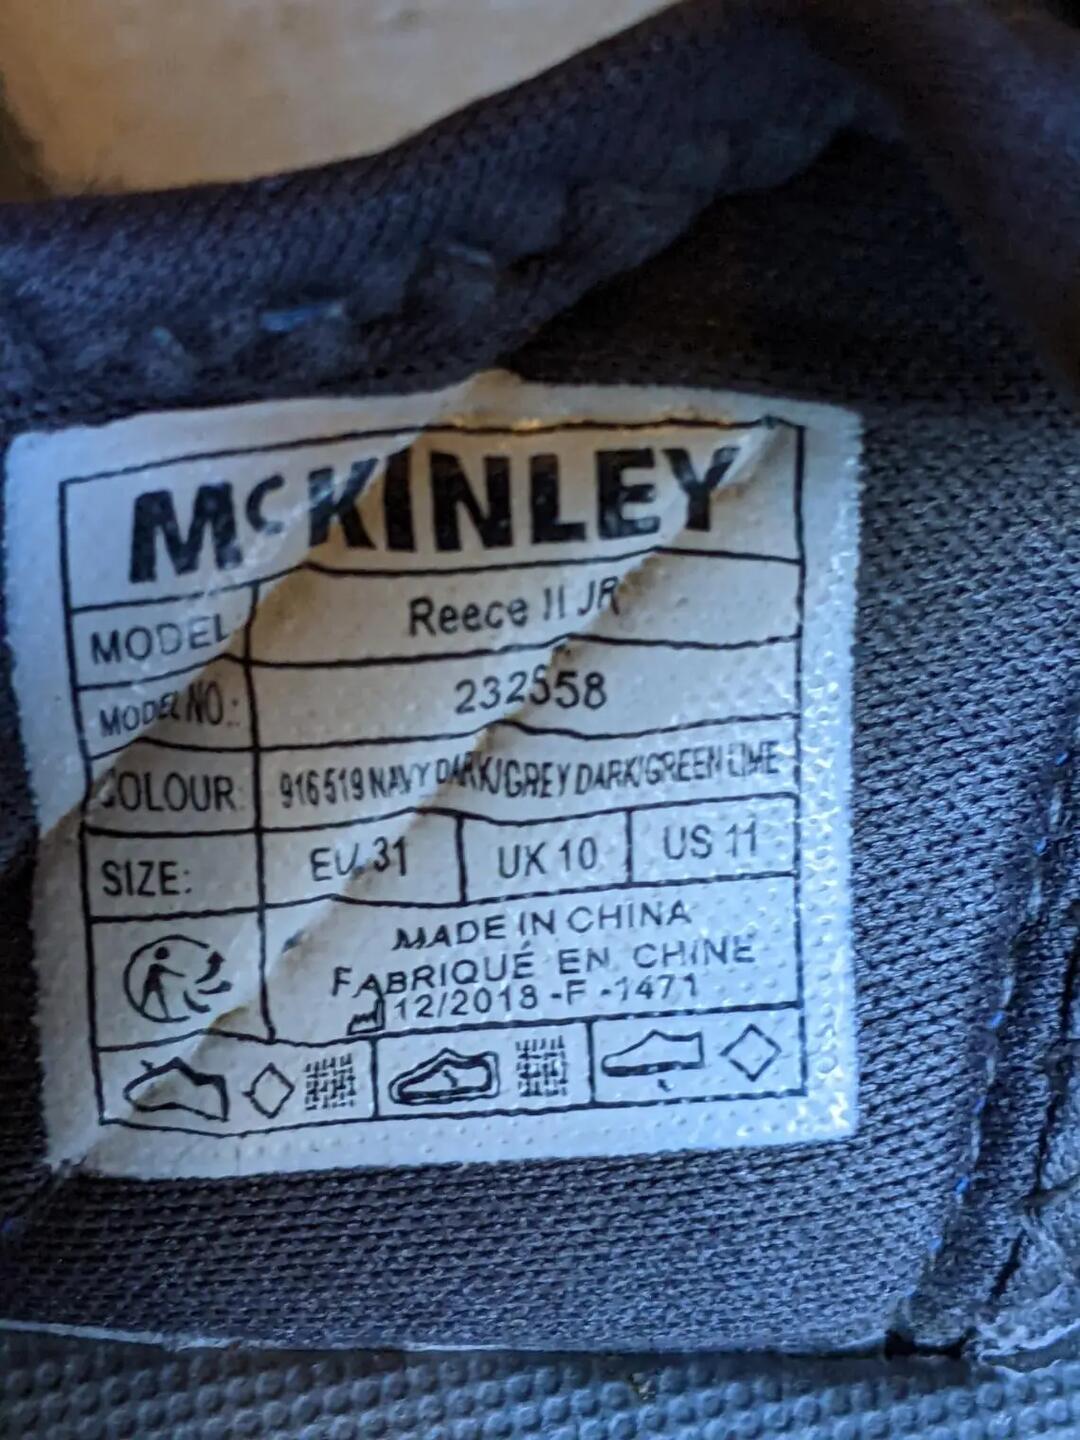 McKINLEY
MODEL: Reece II JR
MODEL NO.: 232558
COLOUR: 916519 NAVY DARK/GREY DARK/GREEN LIME
SIZE: EU 31 UK 10 US 11
MADE IN CHINA
FABRIQUÉ EN CHINE
12/2018 -F -1471